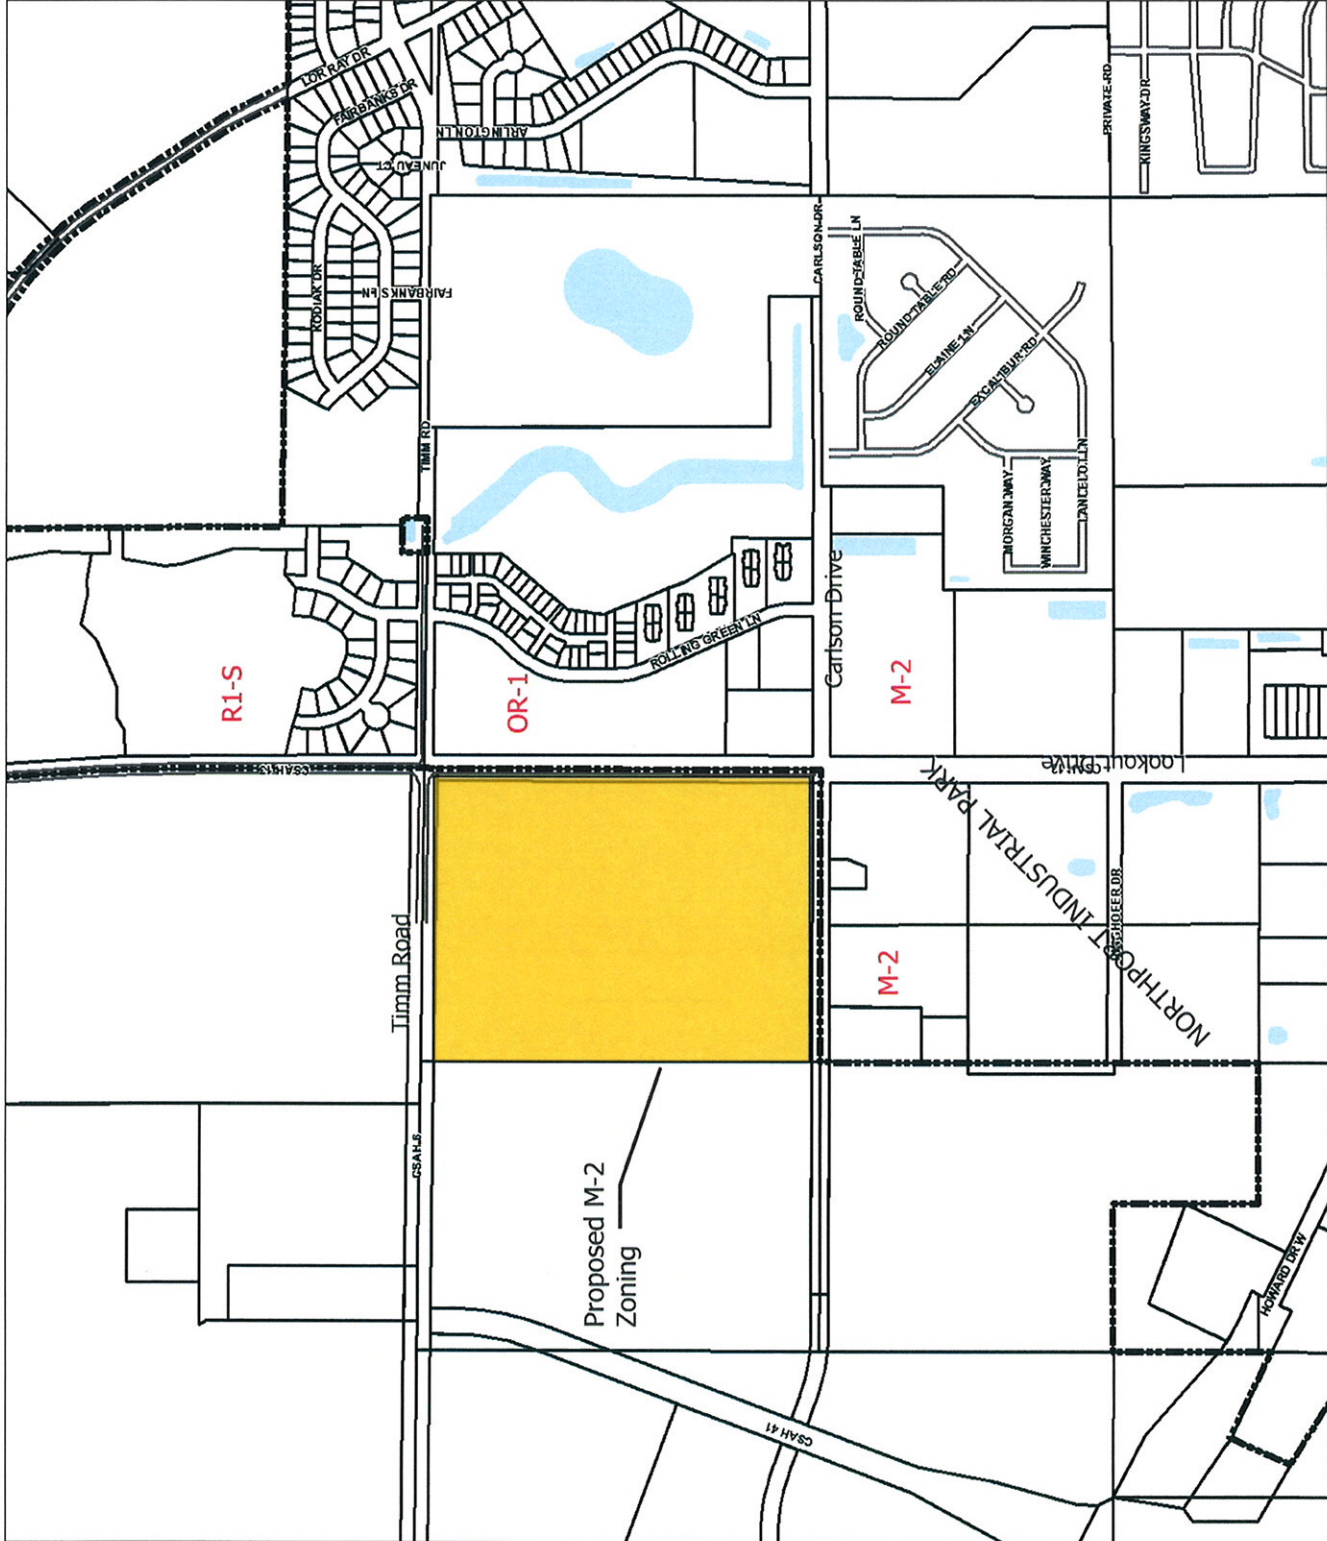 LOR RAY DR
FAIRBANKS DR
JUNEAU CT
ARLINGTON LN
KODIAK DR
FAIRBANKS LN
TIMM RD
PRIVATE RD
KINGSWAY DR
CARLSON DR
ROUND TABLE LN
ROUND TABLE RD
ELAINE LN
EXCALIBUR RD
MORGAN WAY
WINCHESTER WAY
LANCELOT LN
R1-S
OR-1
ROLLING GREEN LN
Carlson Drive
M-2
CSAH 13
Lookout Drive
Timm Road
M-2
NORTHPORT INDUSTRIAL PARK
CSAH 6
Proposed M-2
Zoning
CSAH 41
HOWARD DR W